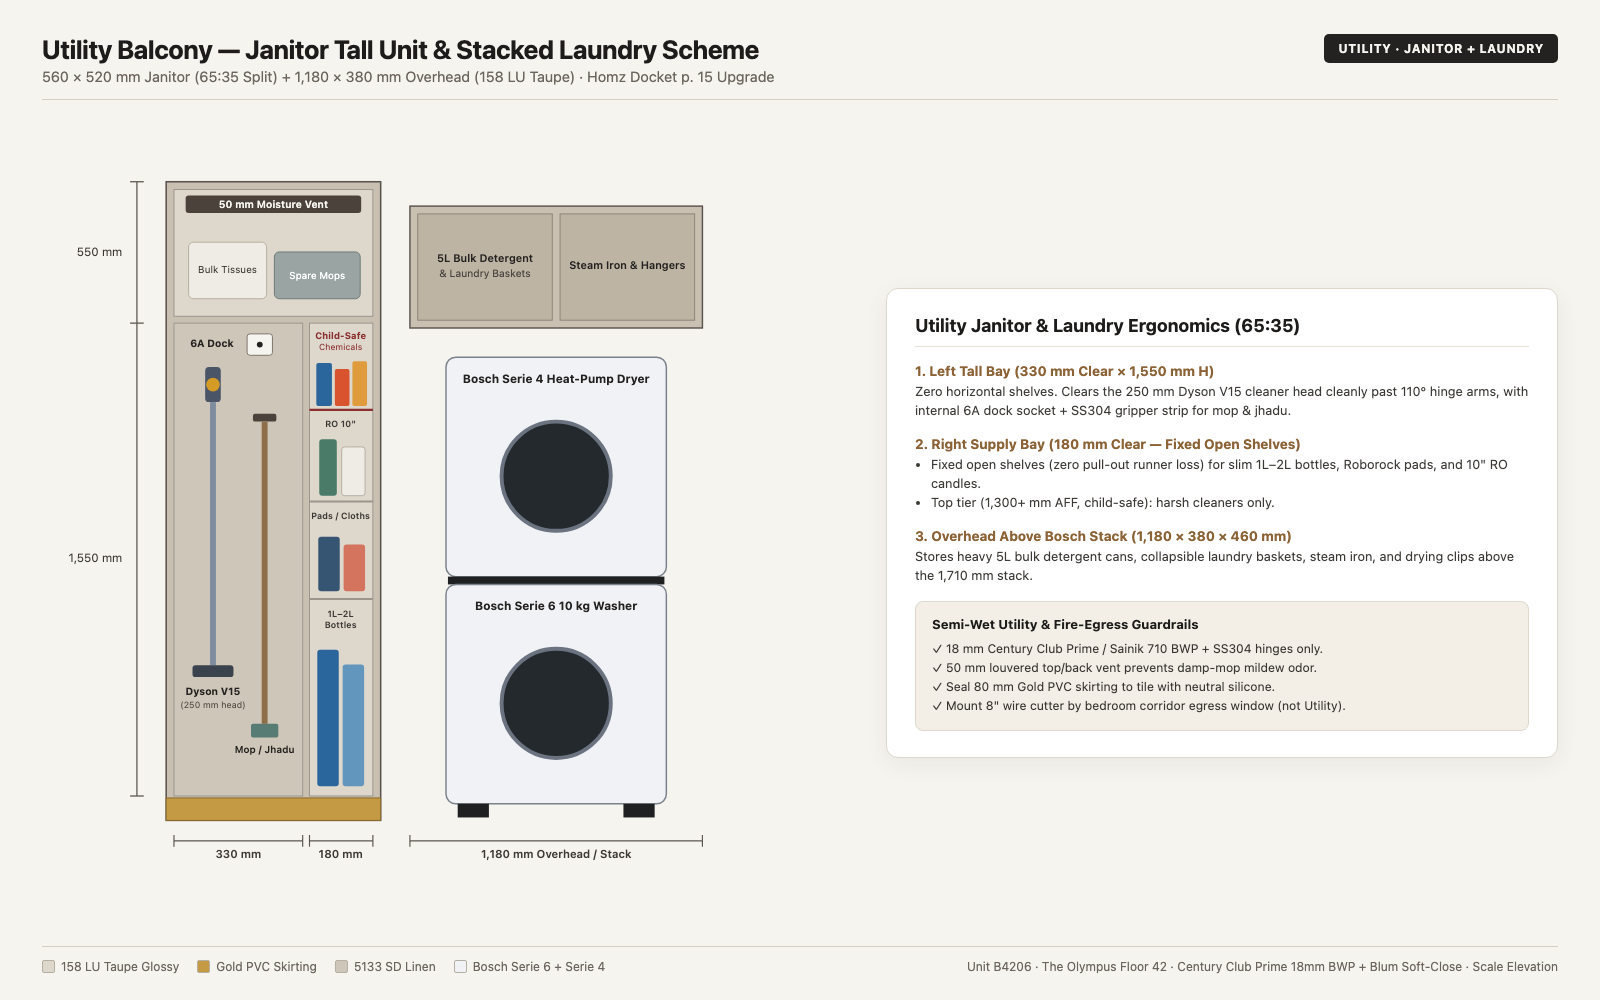 Utility Balcony — Janitor Tall Unit & Stacked Laundry Scheme
560 × 520 mm Janitor (65:35 Split) + 1,180 × 380 mm Overhead (158 LU Taupe) · Homz Docket p. 15 Upgrade
UTILITY · JANITOR + LAUNDRY
550 mm
1,550 mm
50 mm Moisture Vent
Bulk Tissues
Spare Mops
6A Dock
Dyson V15
(250 mm head)
Mop / Jhadu
Child-Safe
Chemicals
RO 10"
Pads / Cloths
1L–2L
Bottles
330 mm
180 mm
5L Bulk Detergent
& Laundry Baskets
Steam Iron & Hangers
Bosch Serie 4 Heat-Pump Dryer
Bosch Serie 6 10 kg Washer
1,180 mm Overhead / Stack
Utility Janitor & Laundry Ergonomics (65:35)
1. Left Tall Bay (330 mm Clear × 1,550 mm H)
Zero horizontal shelves. Clears the 250 mm Dyson V15 cleaner head cleanly past 110° hinge arms, with
internal 6A dock socket + SS304 gripper strip for mop & jhadu.
2. Right Supply Bay (180 mm Clear — Fixed Open Shelves)
• Fixed open shelves (zero pull-out runner loss) for slim 1L–2L bottles, Roborock pads, and 10" RO
candles.
• Top tier (1,300+ mm AFF, child-safe): harsh cleaners only.
3. Overhead Above Bosch Stack (1,180 × 380 × 460 mm)
Stores heavy 5L bulk detergent cans, collapsible laundry baskets, steam iron, and drying clips above
the 1,710 mm stack.
Semi-Wet Utility & Fire-Egress Guardrails
✓ 18 mm Century Club Prime / Sainik 710 BWP + SS304 hinges only.
✓ 50 mm louvered top/back vent prevents damp-mop mildew odor.
✓ Seal 80 mm Gold PVC skirting to tile with neutral silicone.
✓ Mount 8" wire cutter by bedroom corridor egress window (not Utility).
158 LU Taupe Glossy
Gold PVC Skirting
5133 SD Linen
Bosch Serie 6 + Serie 4
Unit B4206 · The Olympus Floor 42 · Century Club Prime 18mm BWP + Blum Soft-Close · Scale Elevation